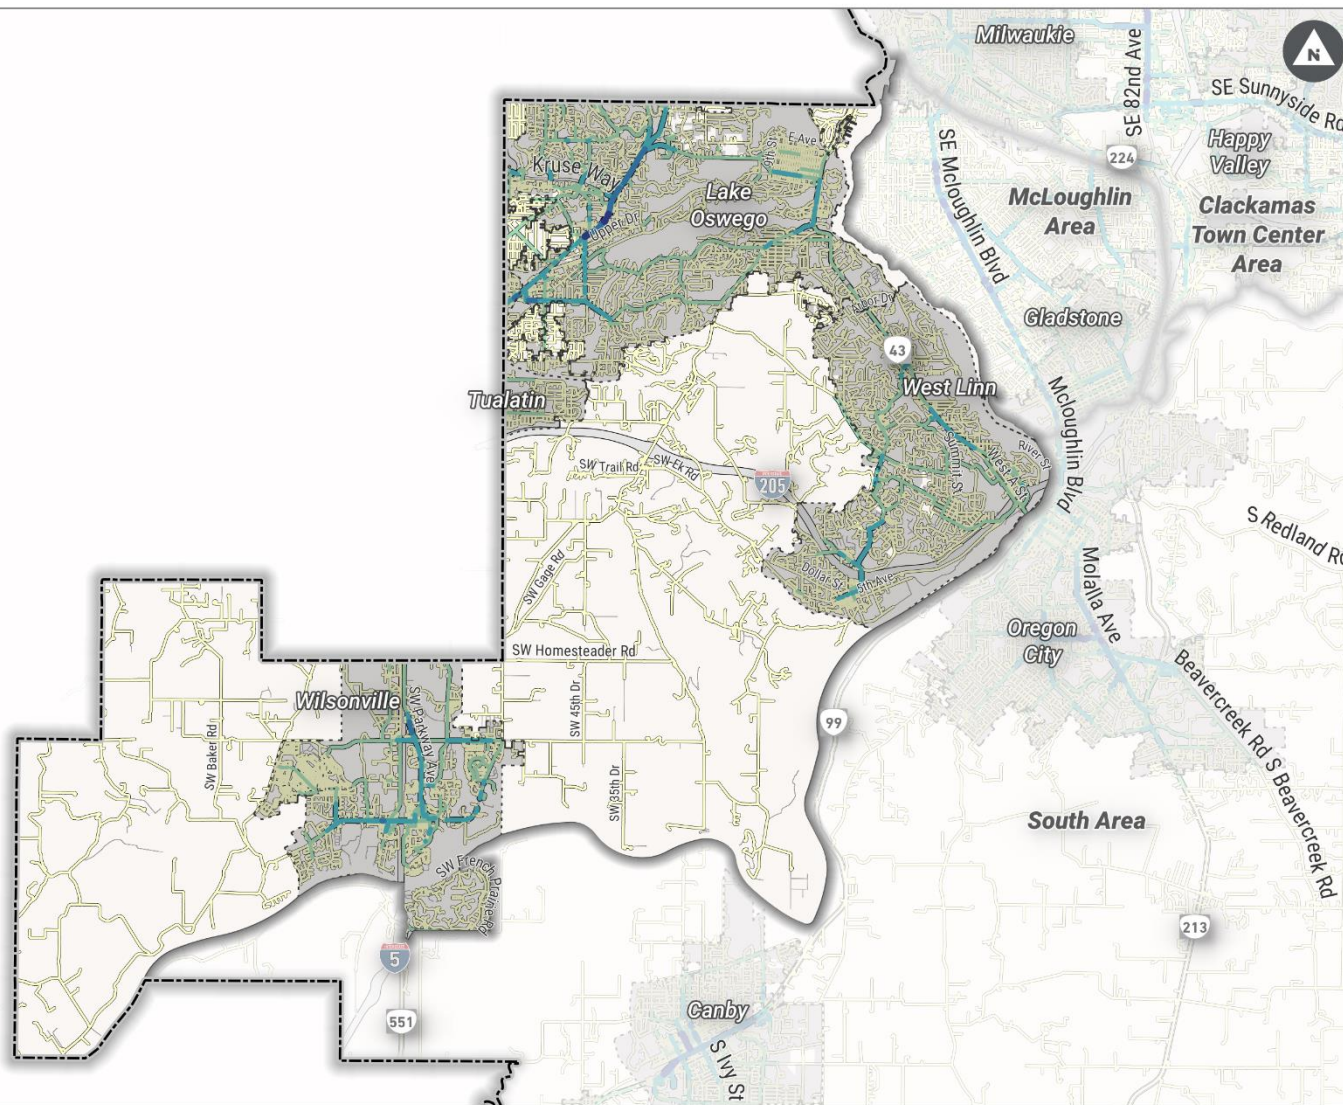 Milwaukie
N
SE 82nd Ave
SE Sunnyside Rd
Happy
Valley
224
SE Mcloughlin Blvd
McLoughlin
Area
Clackamas
Town Center
Area
E Ave
9th St
Kruse Way
Lake
Oswego
Upper Dr
Gladstone
43
West Linn
Tualatin
Mcloughlin Blvd
River St
Summit St
West A St
SW Trail Rd
SW Ek Rd
205
S Redland Rd
SW Gage Rd
Dollar St
5th Ave
Molalla Ave
Oregon
City
SW Homesteader Rd
Beavercreek Rd
S Beavercreek Rd
Wilsonville
SW Parkway Ave
SW 45th Dr
99
SW Baker Rd
SW 35th Dr
South Area
SW French Prairie Rd
213
5
Canby
551
S Ivy St